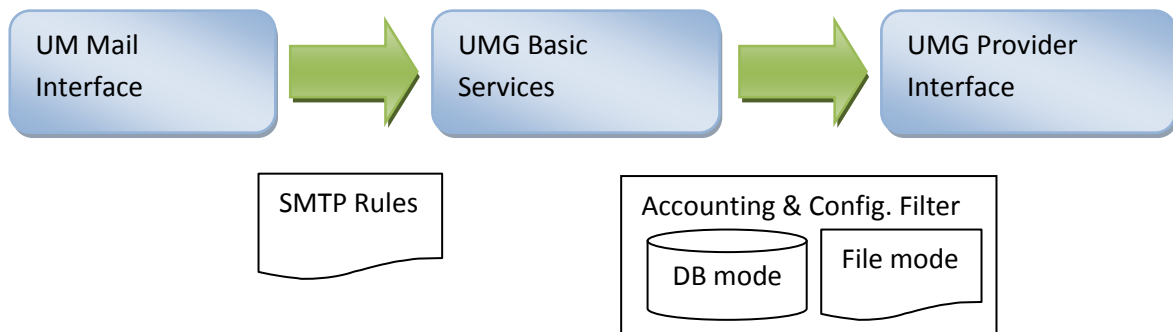 UM Mail
Interface
UMG Basic
Services
UMG Provider
Interface
SMTP Rules
Accounting & Config. Filter
DB mode
File mode